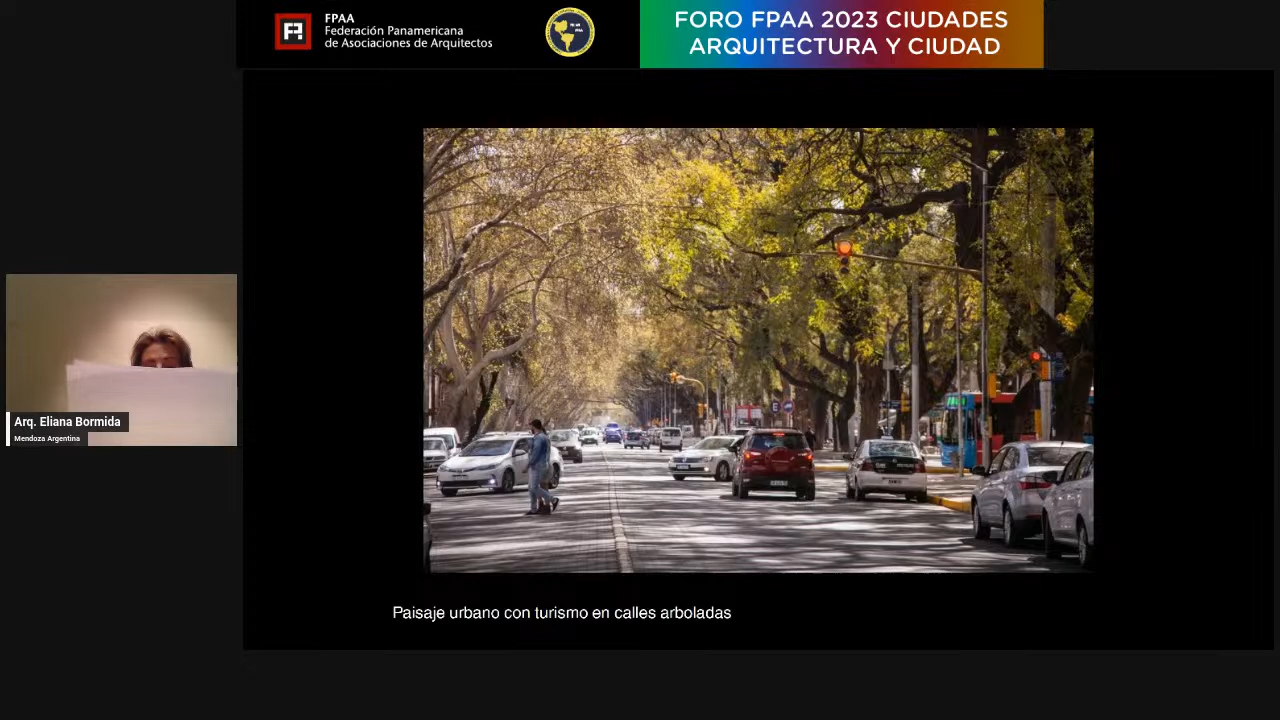 FPAA
Federación Panamericana
de Asociaciones de Arquitectos
FORO FPAA 2023 CIUDADES
ARQUITECTURA Y CIUDAD
Arq. Eliana Bormida
Mendoza Argentina
E
Paisaje urbano con turismo en calles arboladas